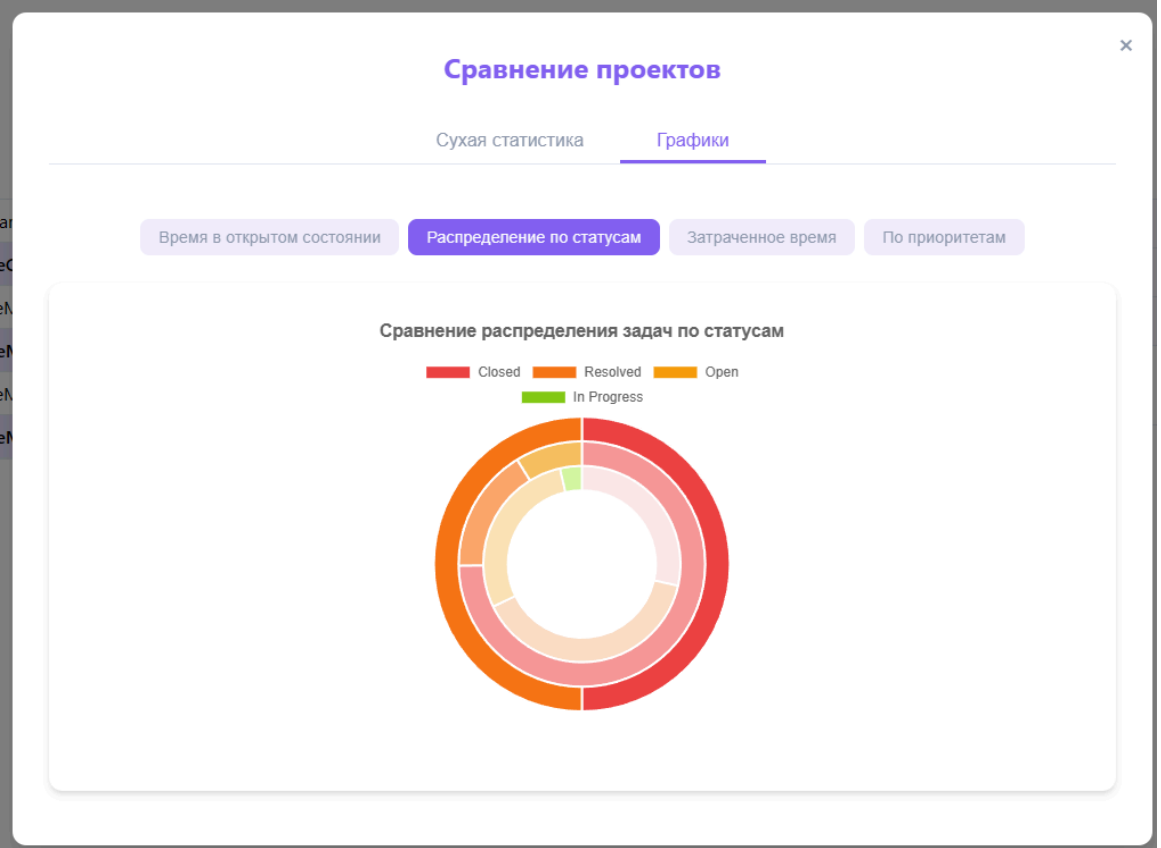 ×
Сравнение проектов
Сухая статистика Графики
Время в открытом состоянии Распределение по статусам Затраченное время По приоритетам
Сравнение распределения задач по статусам
Closed Resolved Open
In Progress